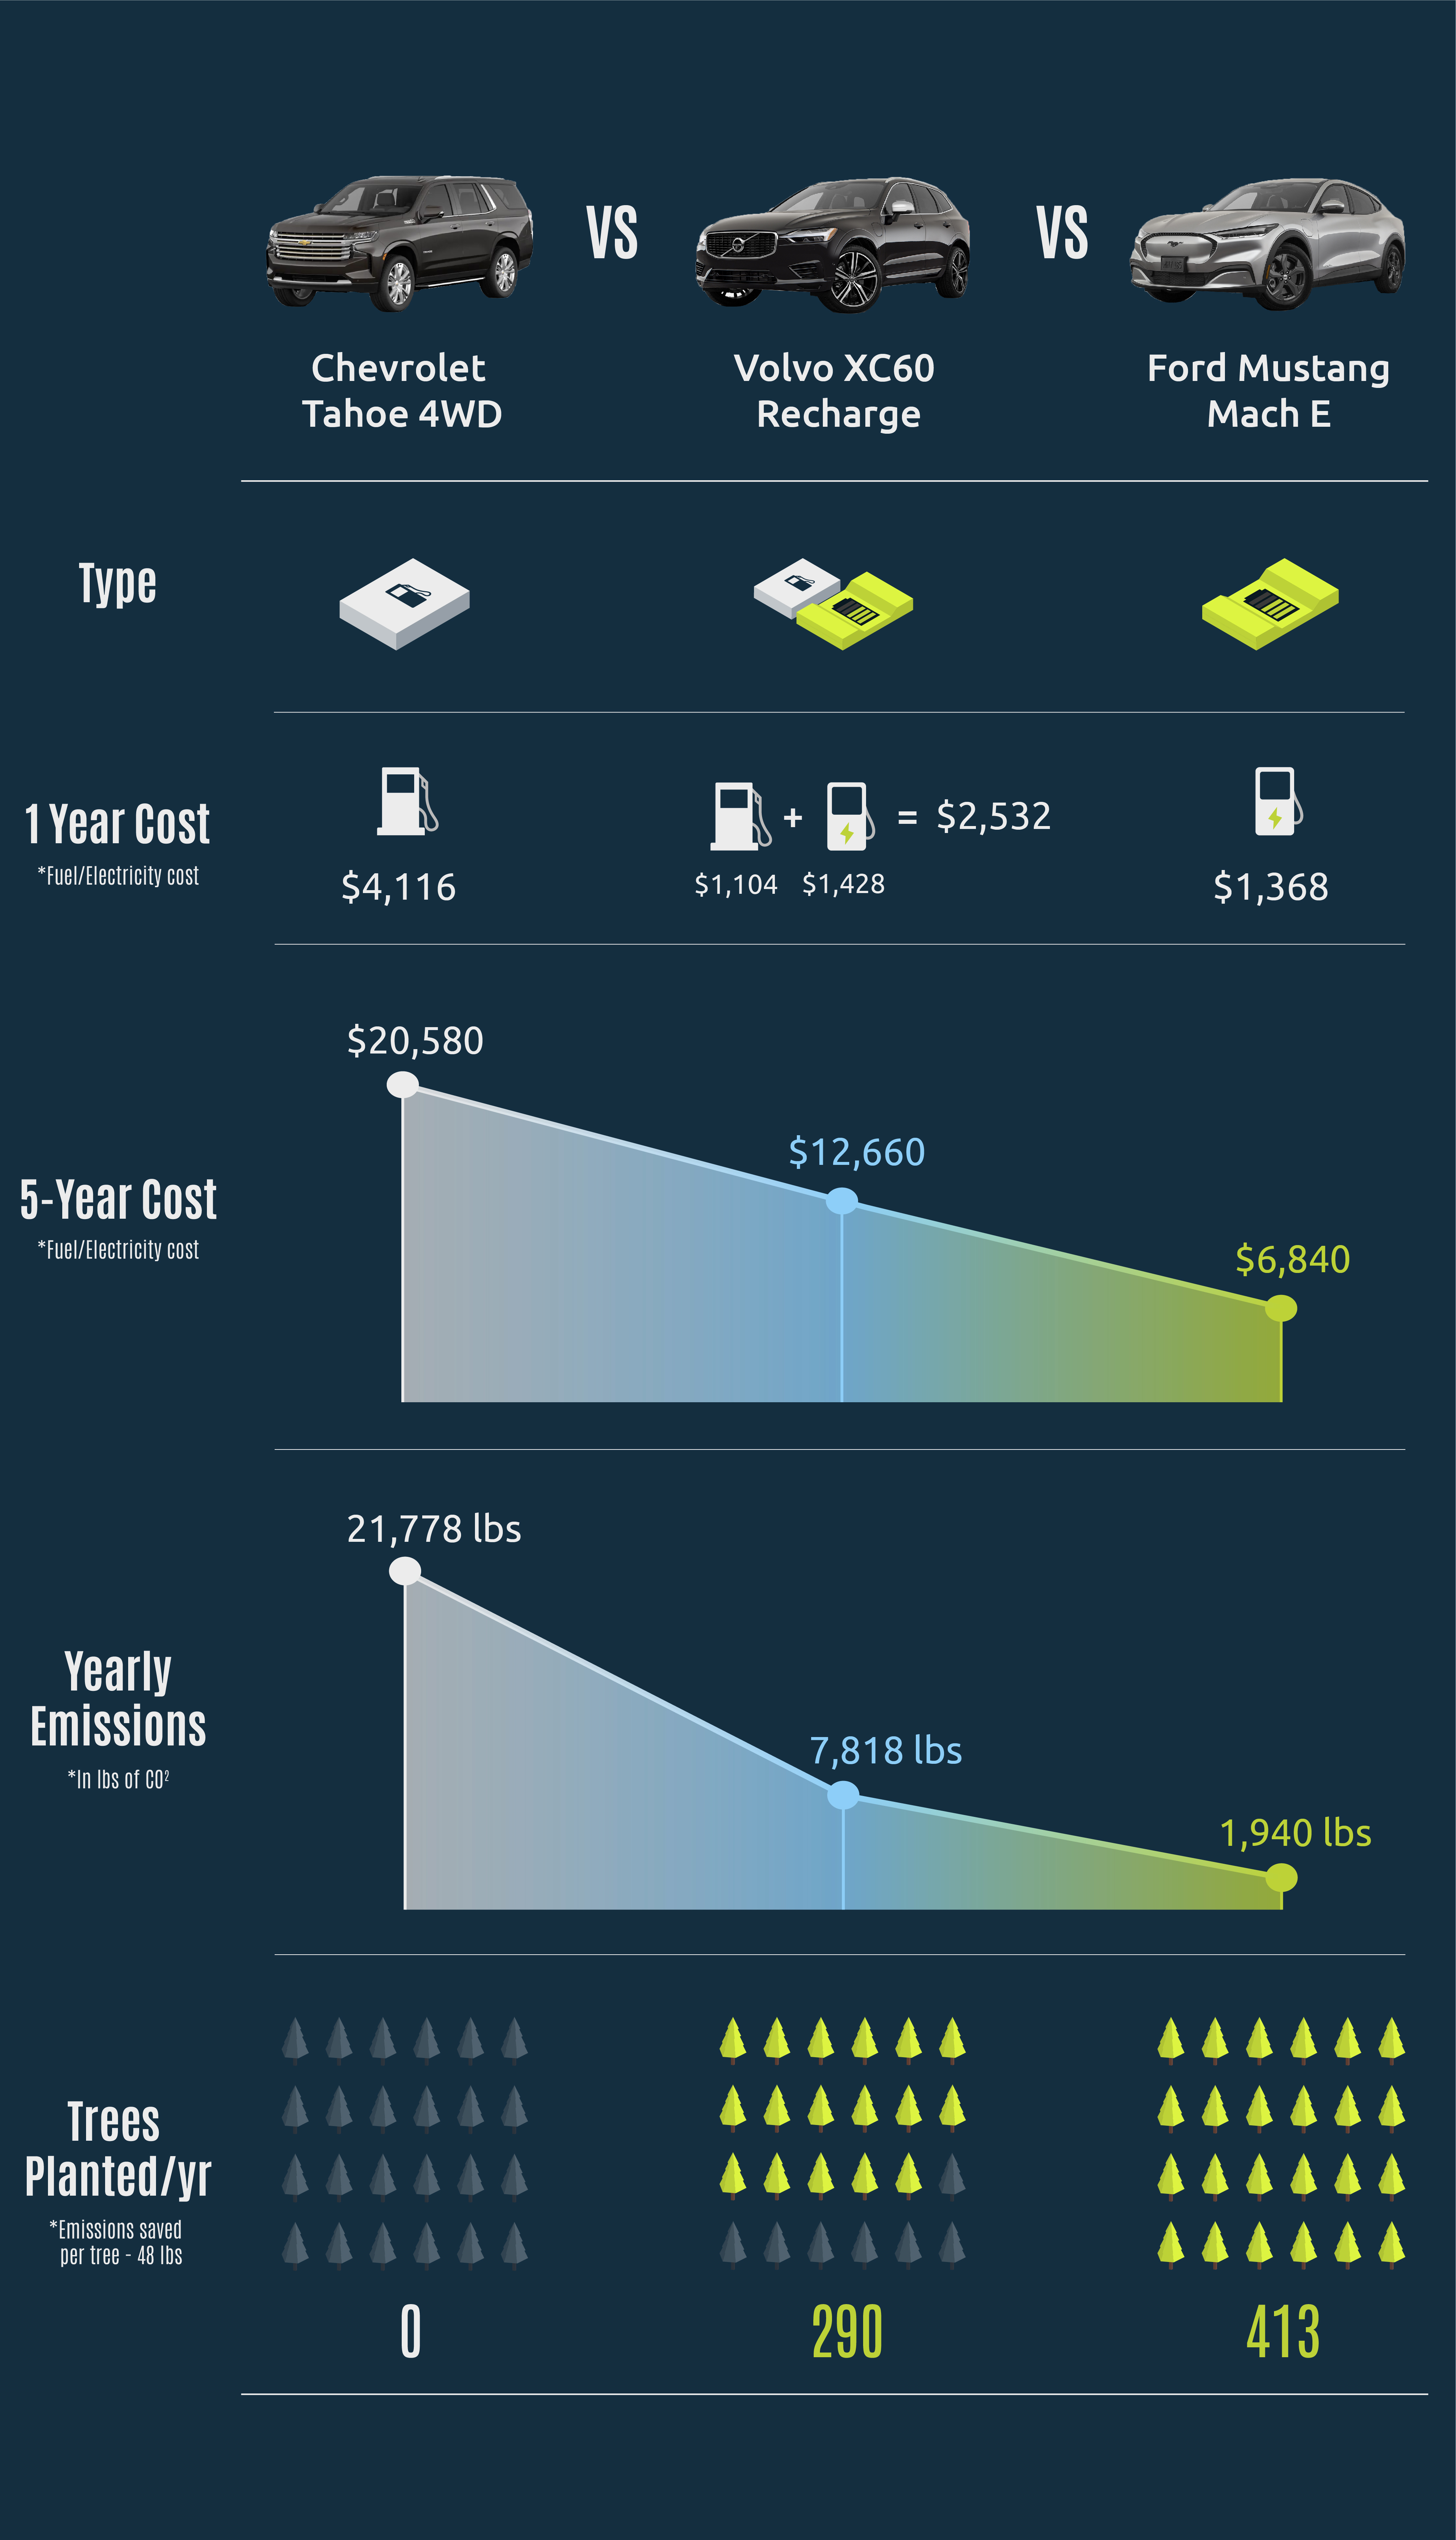 VS
VS
Chevrolet
Tahoe 4WD
Volvo XC60
Recharge
Ford Mustang
Mach E
Type
1 Year Cost
*Fuel/Electricity cost
$4,116
+
= $2,532
$1,104 $1,428
$1,368
5-Year Cost
*Fuel/Electricity cost
$20,580
$12,660
$6,840
Yearly
Emissions
*In lbs of CO²
21,778 lbs
7,818 lbs
1,940 lbs
Trees
Planted/yr
*Emissions saved
per tree - 48 lbs
0
290
413